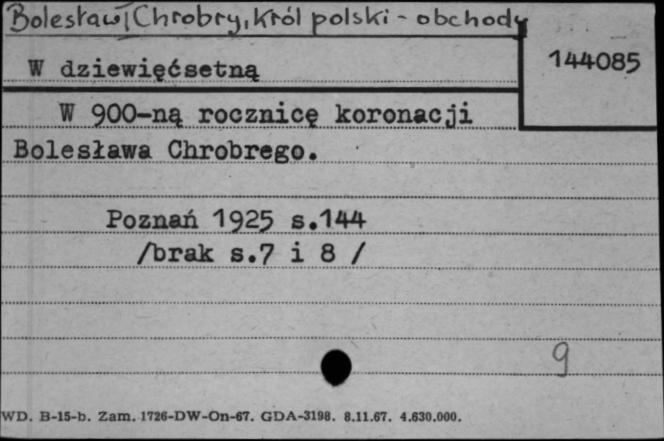 Bolesław I Chrobry, Król polski - obchody
144085
W dziewięćsetną
W 900-ną rocznicę koronacji
Bolesława Chrobrego.
Poznań 1925 s.144
/brak s.7 i 8 /
9
WD. B-15-b. Zam. 1726-DW-On-67. GDA-3198. 8.11.67. 4.630.000.